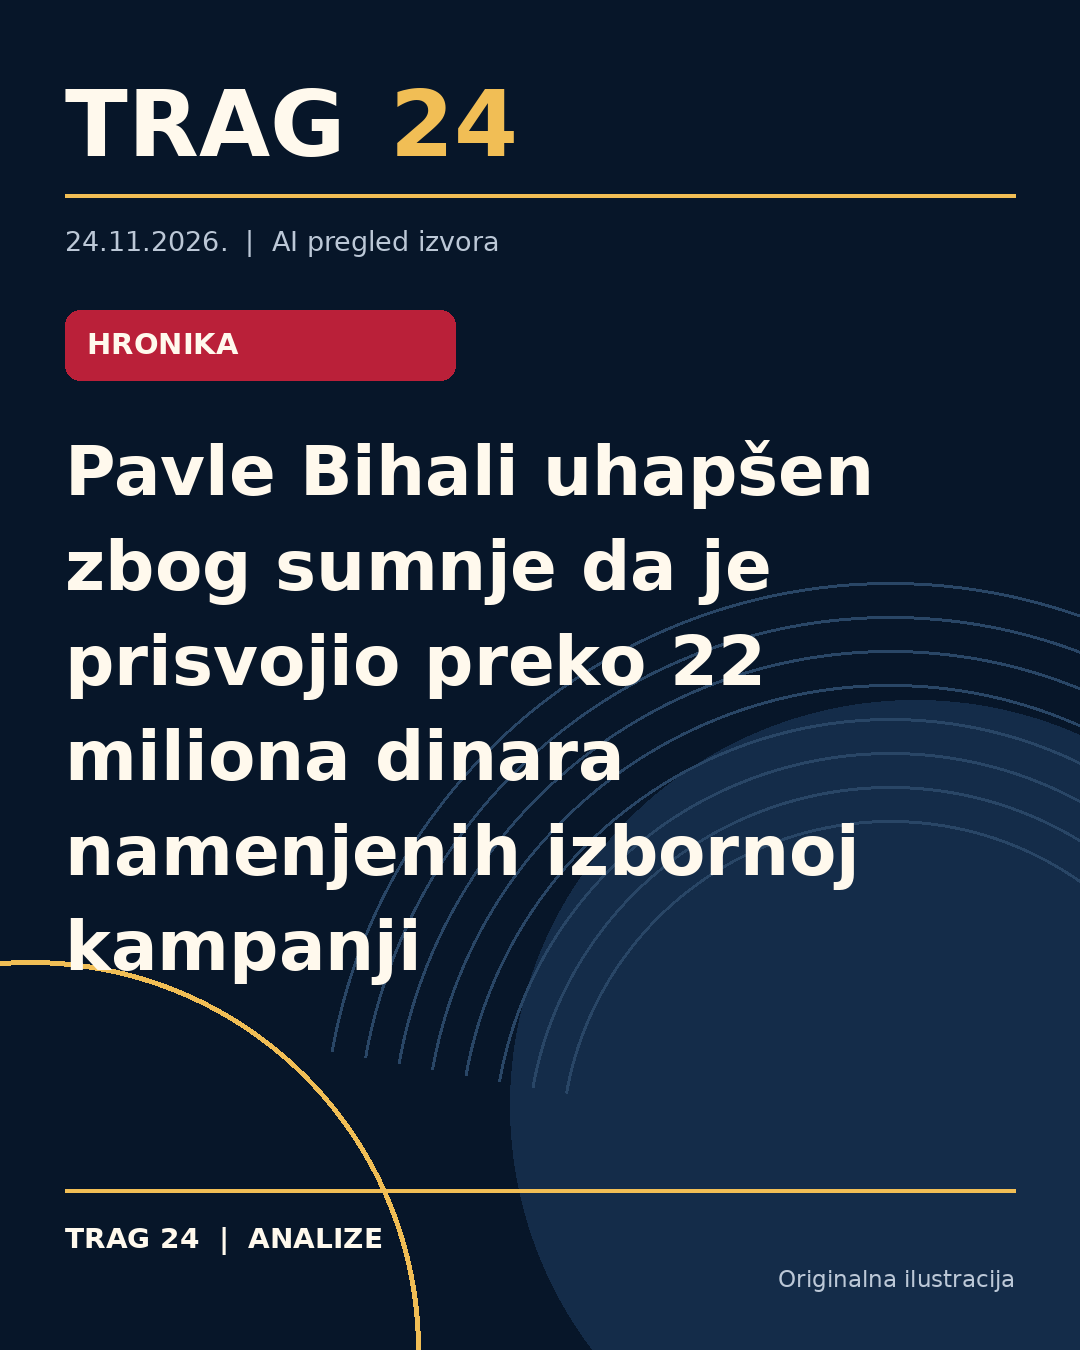 TRAG 24
24.11.2026. | AI pregled izvora
HRONIKA
Pavle Bihali uhapšen
zbog sumnje da je
prisvojio preko 22
miliona dinara
namenjenih izbornoj
kampanji
TRAG 24 | ANALIZE
Originalna ilustracija